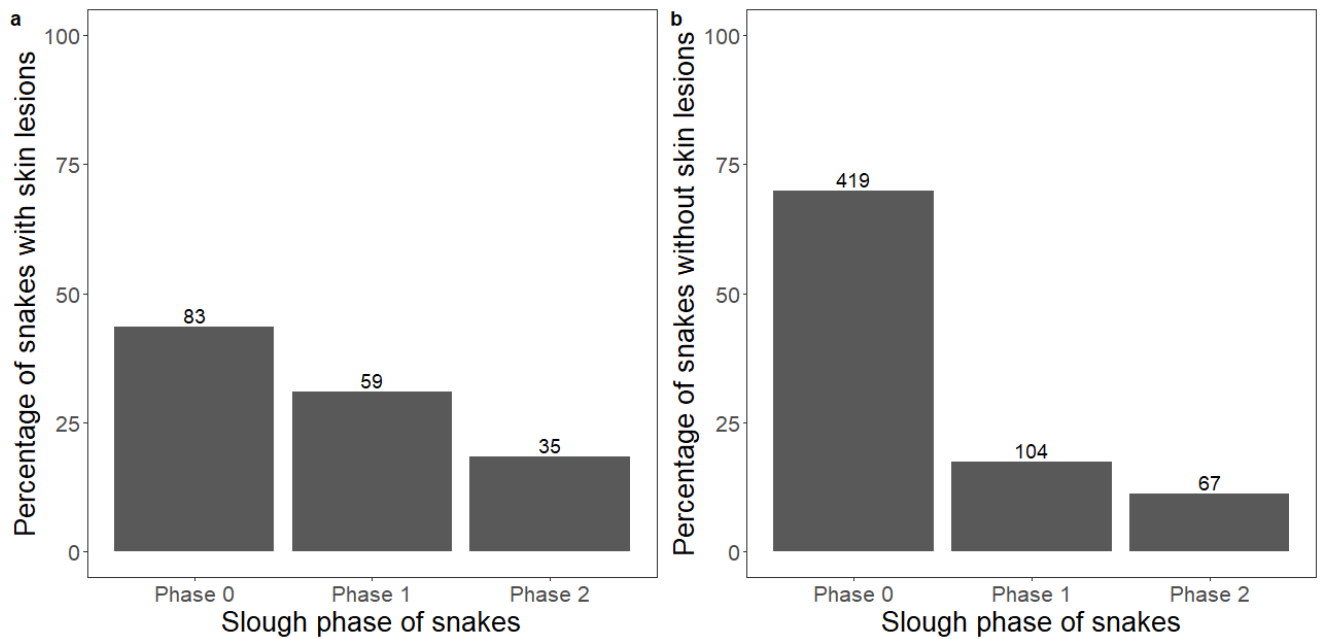 a
Percentage of snakes with skin lesions
100
75
50
25
0
83
59
35
Phase 0 Phase 1 Phase 2
Slough phase of snakes
b
Percentage of snakes without skin lesions
100
75
50
25
0
419
104
67
Phase 0 Phase 1 Phase 2
Slough phase of snakes